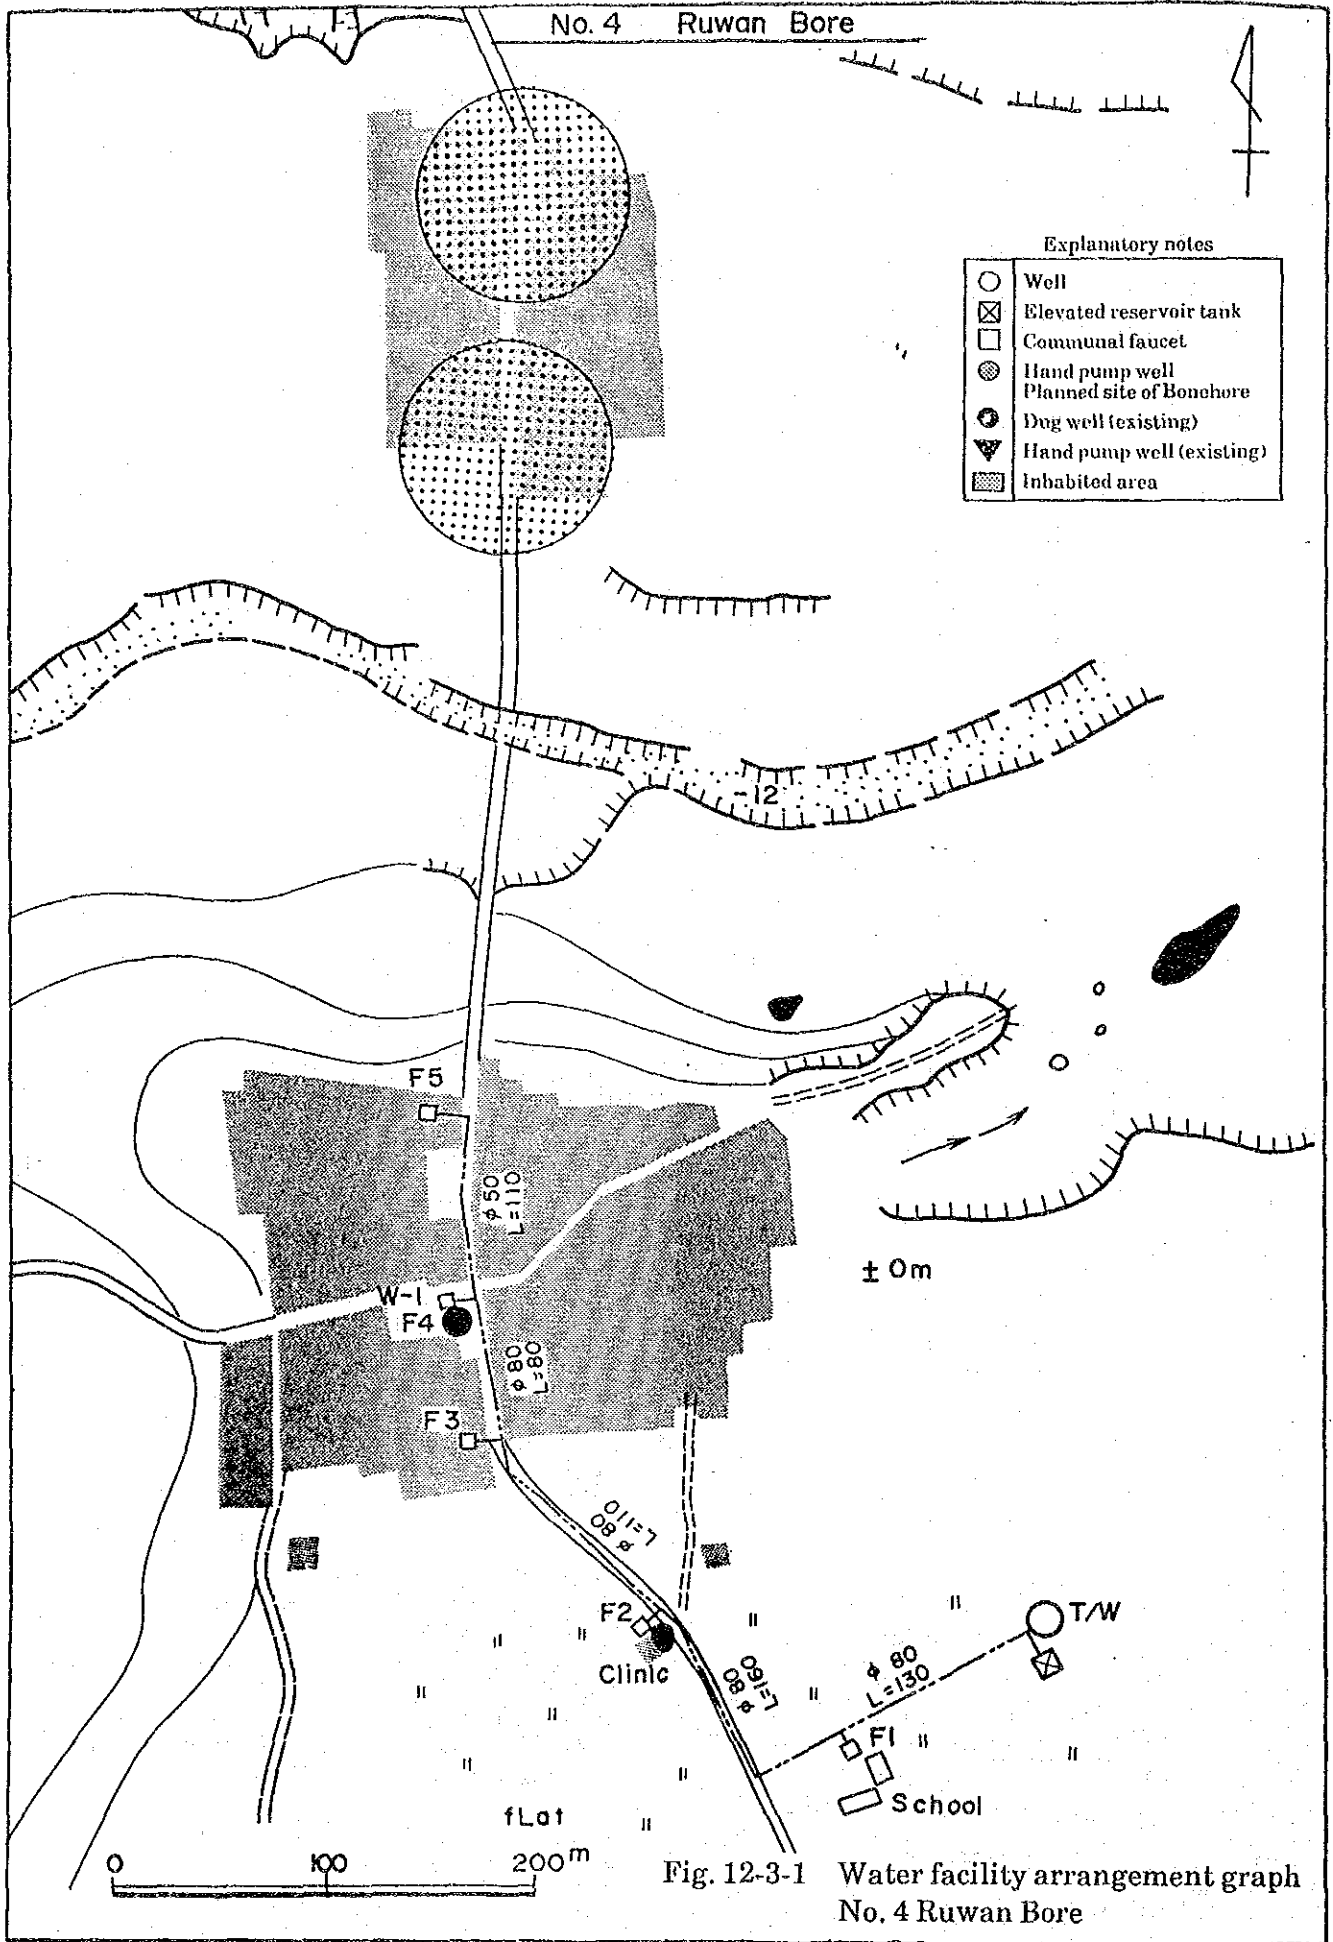 No. 4 Ruwan Bore
Explanatory notes
Well
Elevated reservoir tank
Communal faucet
Hand pump well
Planned site of Bonehore
Dug well (existing)
Hand pump well (existing)
Inhabited area
-12
F5
φ 50
L=110
± 0m
W-1
F4
φ 80
L=80
F3
φ 80
L=110
F2
Clinic
φ 80
L=160
T/W
φ 80
L=130
F1
School
fLat
0 100 200m
Fig. 12-3-1 Water facility arrangement graph
No. 4 Ruwan Bore